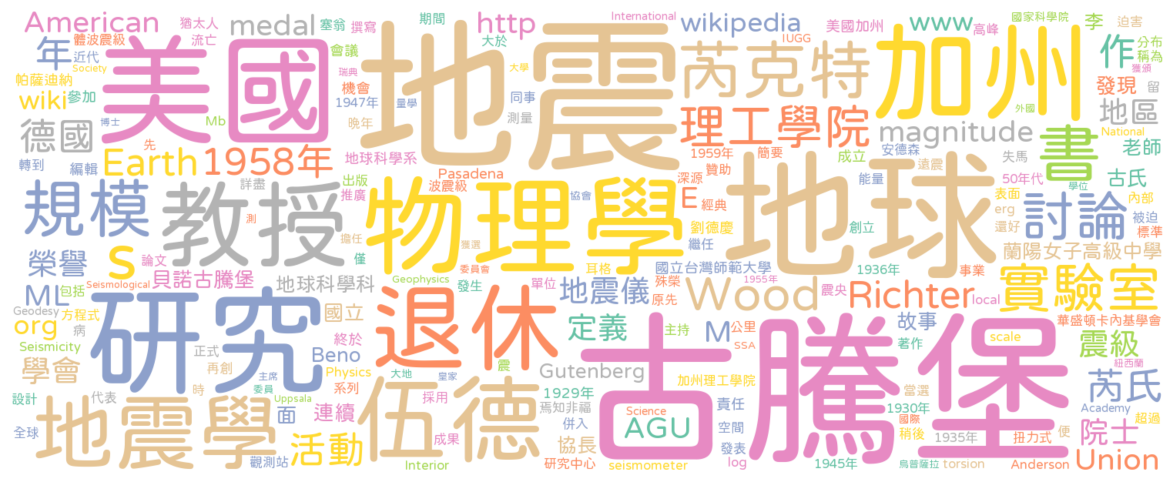 American
猶太人
流亡
medal
塞翁
撰寫
期間
http
wikipedia
International
IUGG
美國加州
www
高峰
國家科學院
李
迫害
分布
稱為
獲頒
年
體波震級
近代
美國
地震
會議
大於
芮克特
加州
作
留
帕薩迪納
Society
參加
瑞典
機會
1947年
大學
量學
同事
外國
發現
地區
wiki
博士
Mb
先
晚年
測量
理工學院
magnitude
書
National
老師
德國
轉到
編輯
Earth
1958年
地球科學系
Pasadena
1959年
簡要
成立
安德森
遠震
失馬
古氏
規模
詳盡
教授
出版
推廣
測
波震級
物理學
協會
深源
贊助
E
經典
地球
能量
50年代
表面
erg
還好
學位
內部
被迫
標準
討論
榮譽
S
論文
擔任
僅
委員會
獲選
劉德慶
繼任
創立
蘭陽女子高級中學
ML
包括
Seismological
貝諾古騰堡
地球科學科
Geophysics
發生
耳格
單位
國立台灣師範大學
1936年
事業
實驗室
Geodesy
方程式
org
病
研究
國立
退休
地震儀
1955年
殊榮
原先
Wood
震央
Richter
local
華盛頓卡內基學會
Seismicity
正式
再創
終於
Beno
定義
主持
M
公里
SSA
故事
著作
scale
震級
紐西蘭
學會
主席
Physics
系列
大地
皇家
震
Gutenberg
加州理工學院
古騰堡
當選
芮氏
設計
代表
時
委員
Uppsala
面
連續
採用
伍德
1929年
焉知非福
併入
Science
責任
AGU
空間
1930年
國際
稍後
1935年
扭力式
便
Academy
超過
院士
全球
地震學
觀測站
活動
成果
Interior
協長
研究中心
seismometer
發表
log
1945年
烏普薩拉
torsion
Anderson
Union